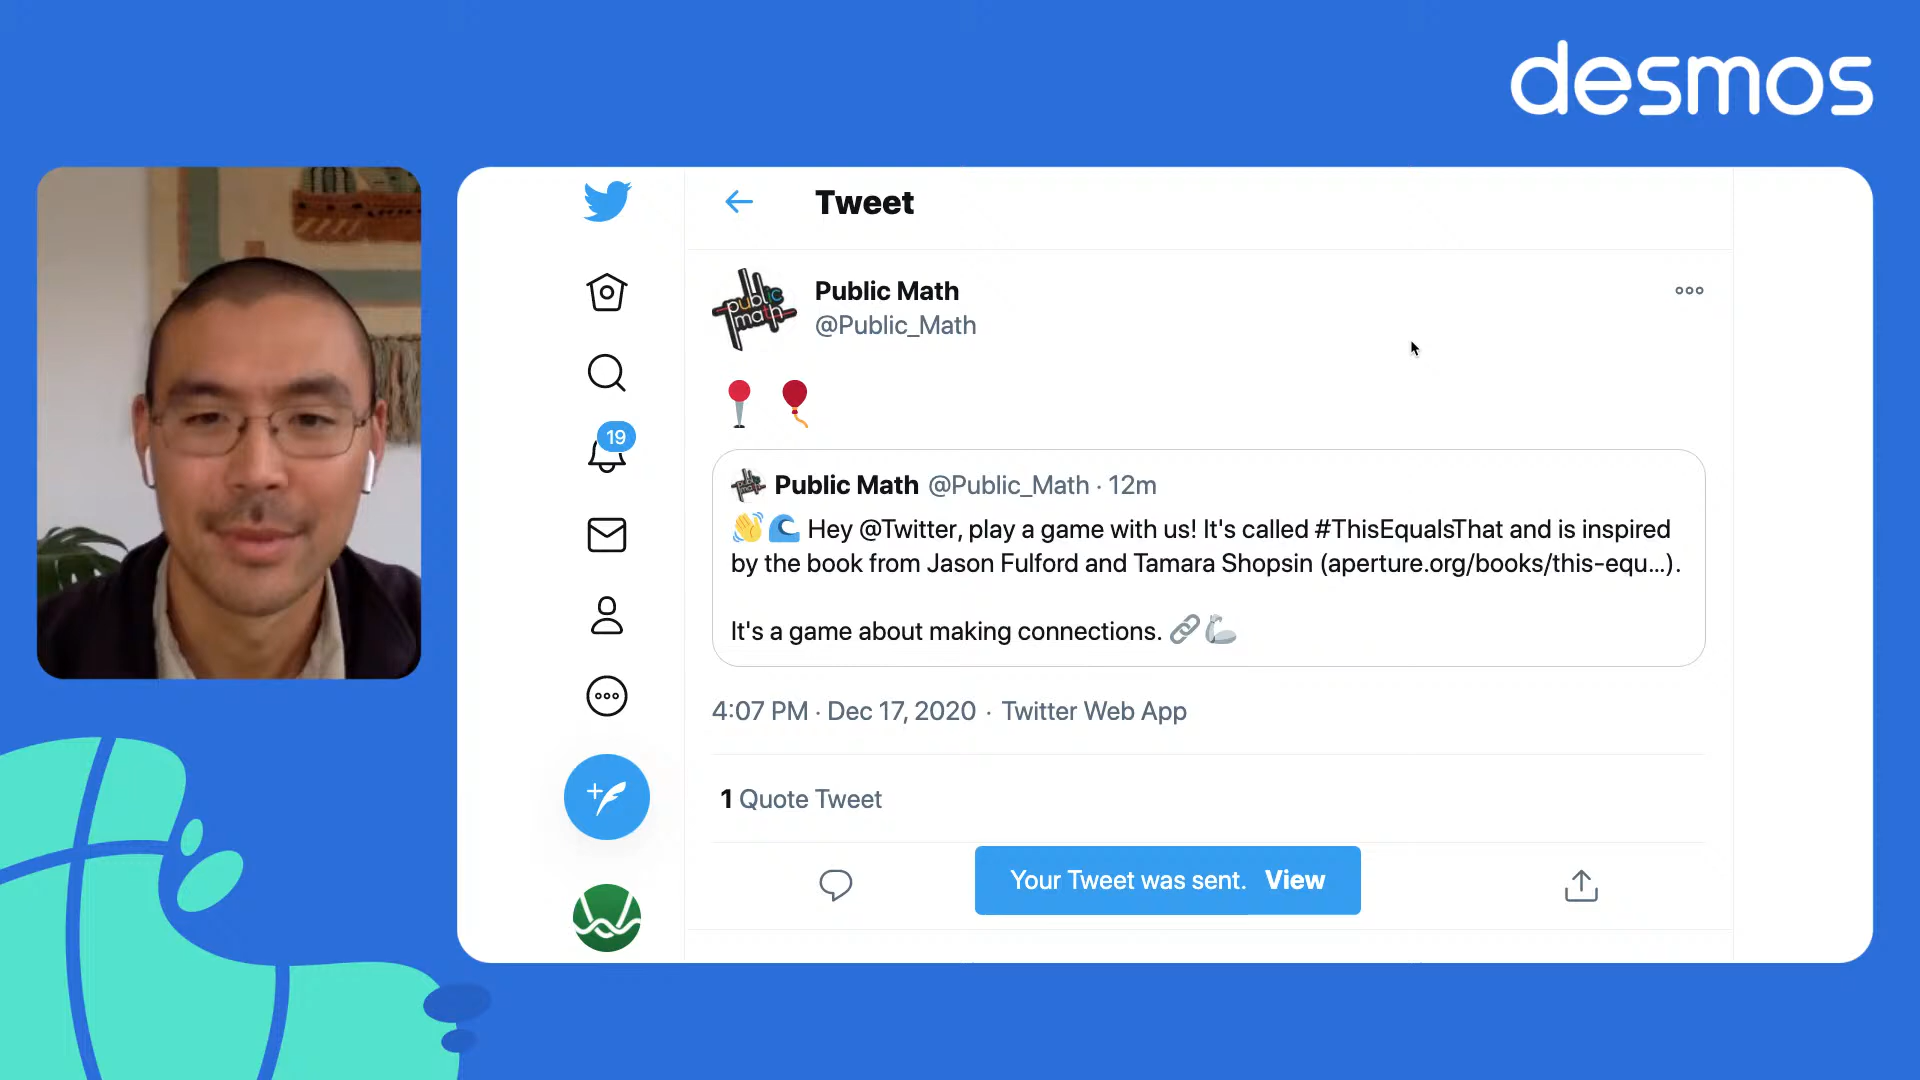 desmos
Tweet
public
math
Public Math
@Public_Math
19
Public Math @Public_Math · 12m
Hey @Twitter, play a game with us! It's called #ThisEqualsThat and is inspired
by the book from Jason Fulford and Tamara Shopsin (aperture.org/books/this-equ...).
It's a game about making connections.
4:07 PM · Dec 17, 2020 · Twitter Web App
1 Quote Tweet
Your Tweet was sent. View